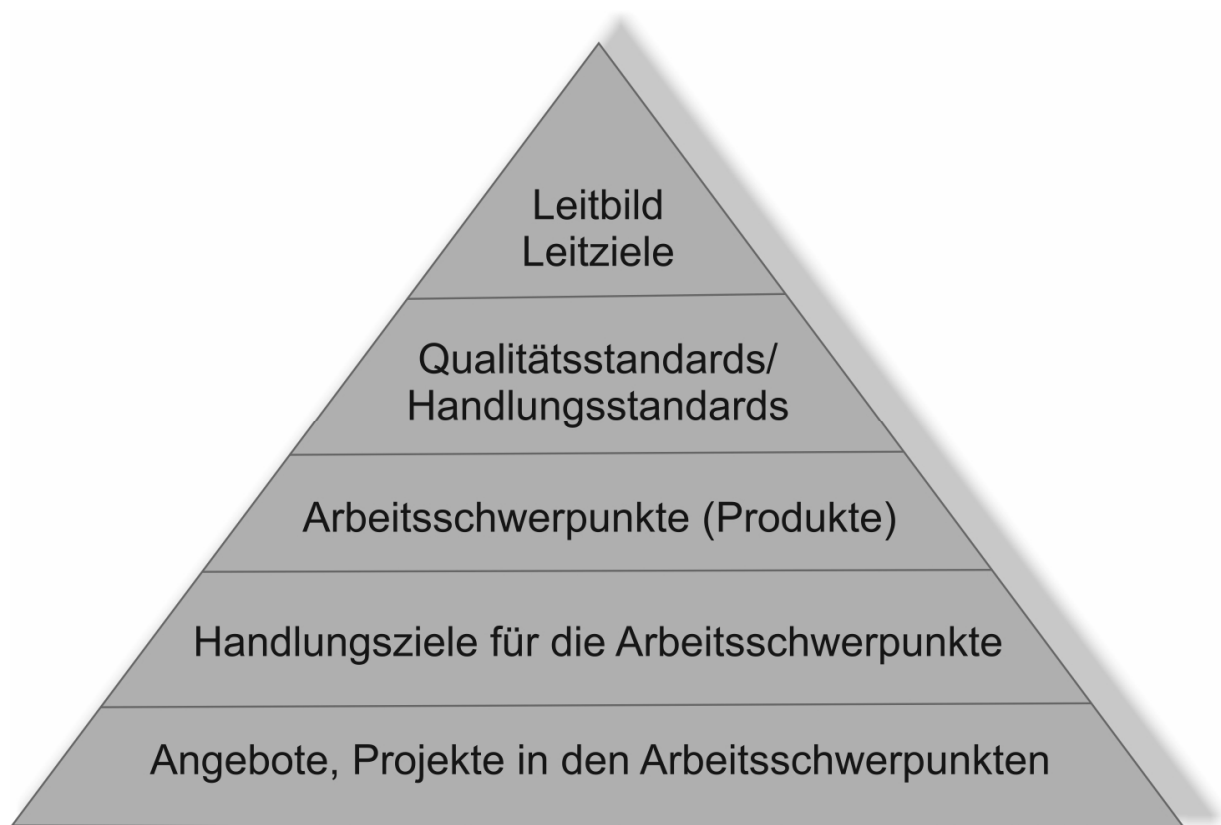 Leitbild
Leitziele
Qualitätsstandards/
Handlungsstandards
Arbeitsschwerpunkte (Produkte)
Handlungsziele für die Arbeitsschwerpunkte
Angebote, Projekte in den Arbeitsschwerpunkten